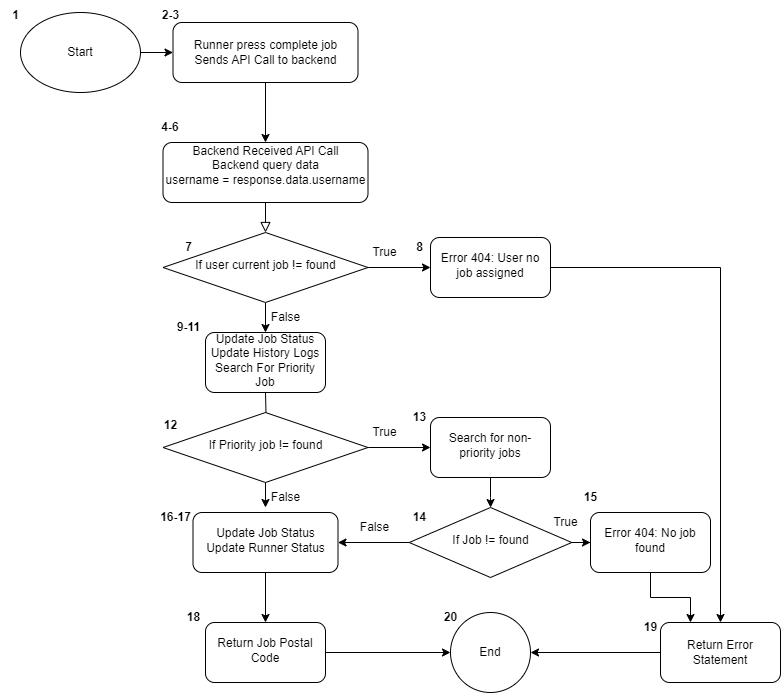 1
Start
2-3
Runner press complete job
Sends API Call to backend
4-6
Backend Received API Call
Backend query data
username = response.data.username
7
If user current job != found
True
8
Error 404: User no
job assigned
False
9-11
Update Job Status
Update History Logs
Search For Priority
Job
12
If Priority job != found
True
13
Search for non-
priority jobs
False
16-17
Update Job Status
Update Runner Status
False
14
If Job != found
True
15
Error 404: No job
found
18
Return Job Postal
Code
20
End
19
Return Error
Statement